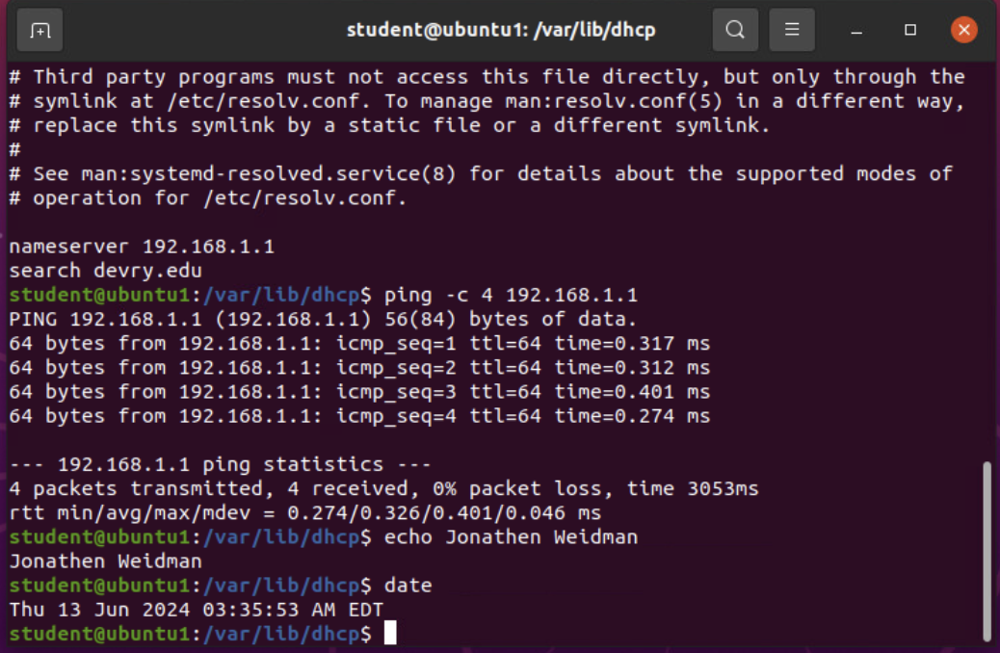 student@ubuntu1: /var/lib/dhcp
# Third party programs must not access this file directly, but only through the
# symlink at /etc/resolv.conf. To manage man:resolv.conf(5) in a different way,
# replace this symlink by a static file or a different symlink.
#
# See man:systemd-resolved.service(8) for details about the supported modes of
# operation for /etc/resolv.conf.
nameserver 192.168.1.1
search devry.edu
student@ubuntu1:/var/lib/dhcp$ ping -c 4 192.168.1.1
PING 192.168.1.1 (192.168.1.1) 56(84) bytes of data.
64 bytes from 192.168.1.1: icmp_seq=1 ttl=64 time=0.317 ms
64 bytes from 192.168.1.1: icmp_seq=2 ttl=64 time=0.312 ms
64 bytes from 192.168.1.1: icmp_seq=3 ttl=64 time=0.401 ms
64 bytes from 192.168.1.1: icmp_seq=4 ttl=64 time=0.274 ms
--- 192.168.1.1 ping statistics ---
4 packets transmitted, 4 received, 0% packet loss, time 3053ms
rtt min/avg/max/mdev = 0.274/0.326/0.401/0.046 ms
student@ubuntu1:/var/lib/dhcp$ echo Jonathen Weidman
Jonathen Weidman
student@ubuntu1:/var/lib/dhcp$ date
Thu 13 Jun 2024 03:35:53 AM EDT
student@ubuntu1:/var/lib/dhcp$